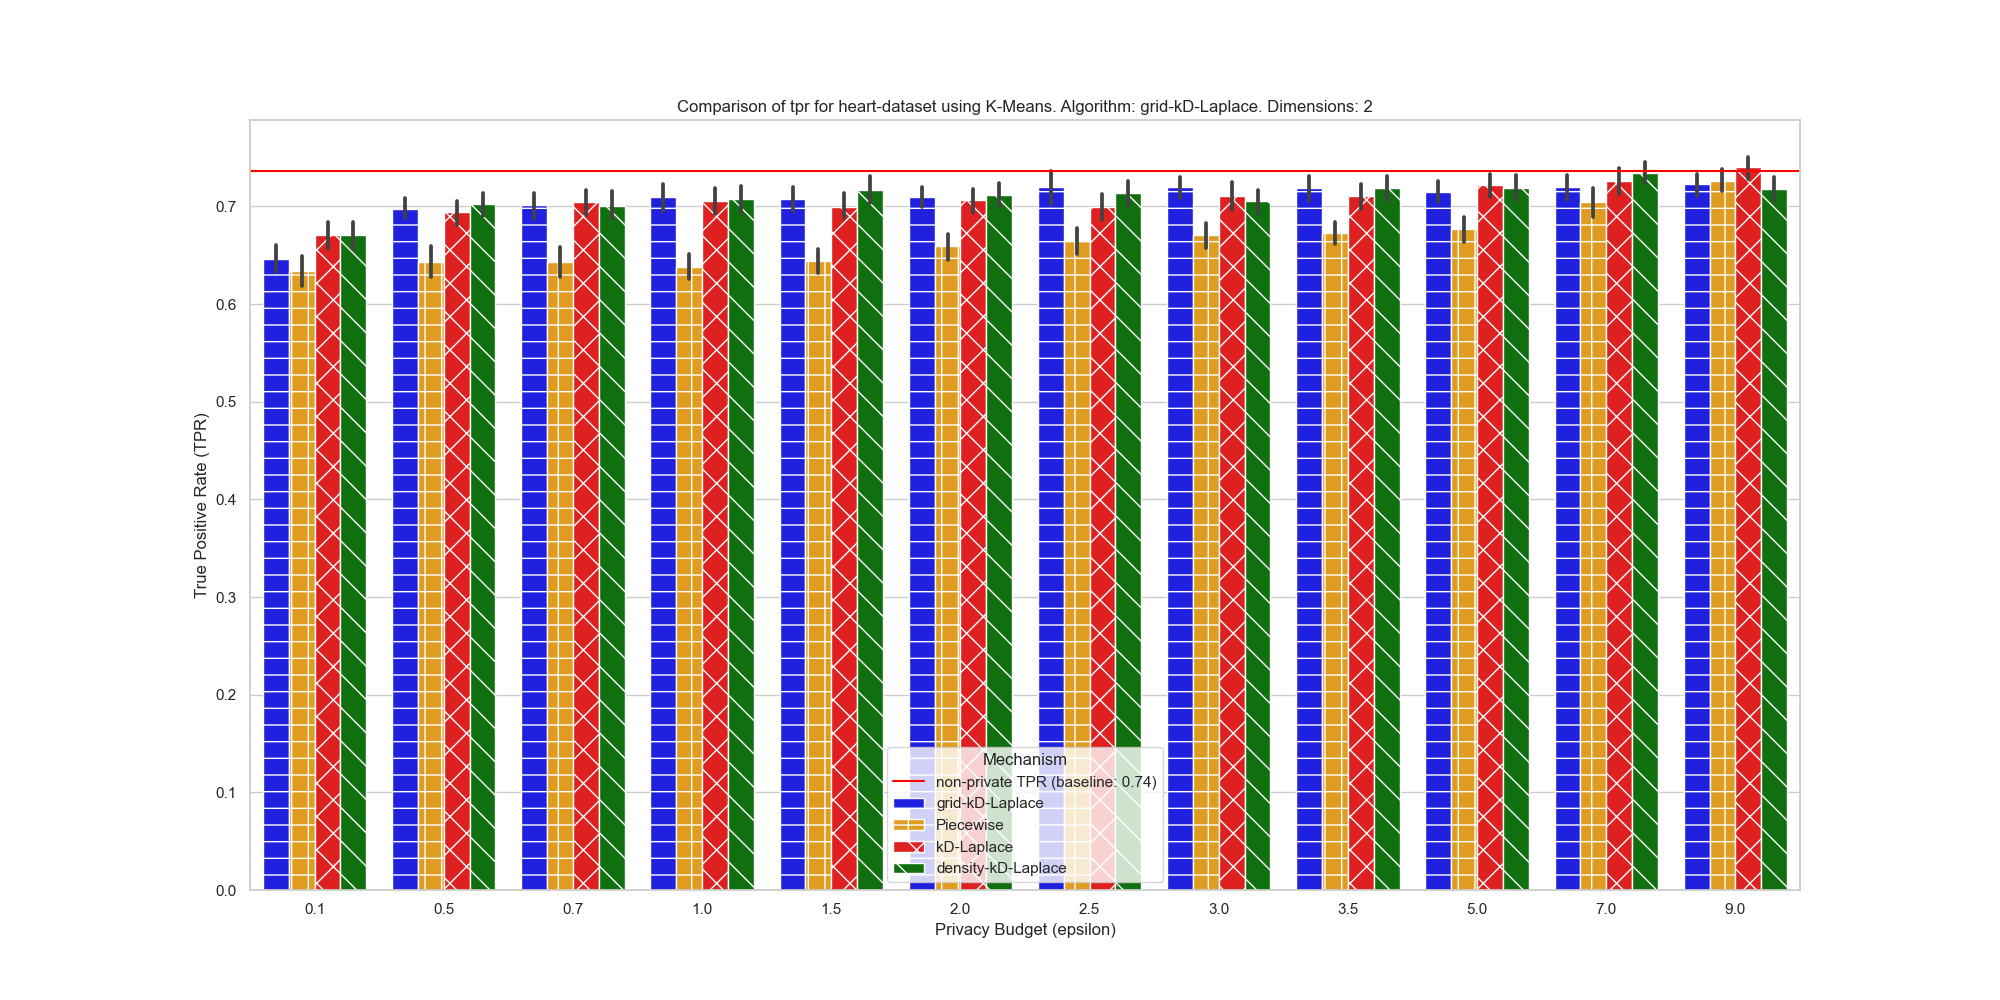 Comparison of tpr for heart-dataset using K-Means. Algorithm: grid-kD-Laplace. Dimensions: 2
True Positive Rate (TPR)
0.7
0.6
0.5
0.4
0.3
0.2
0.1
0.0
Mechanism
non-private TPR (baseline: 0.74)
grid-kD-Laplace
Piecewise
kD-Laplace
density-kD-Laplace
0.1 0.5 0.7 1.0 1.5 2.0 2.5 3.0 3.5 5.0 7.0 9.0
Privacy Budget (epsilon)